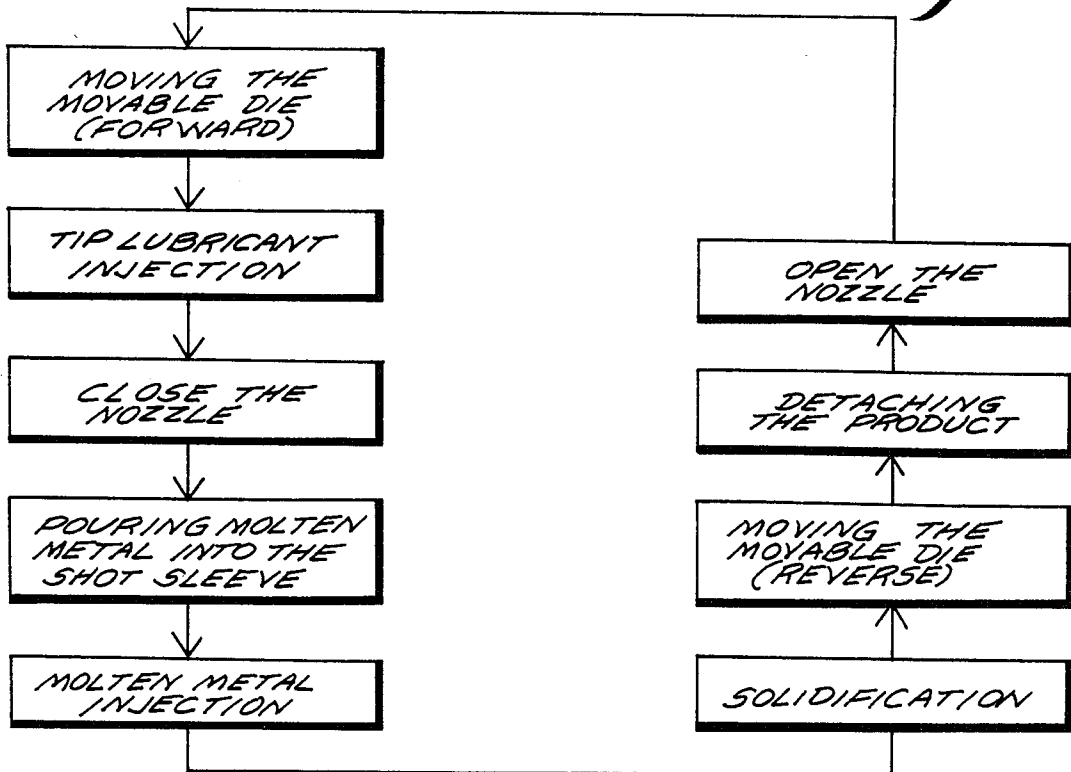 MOVING THE
MOVABLE DIE
(FORWARD)
TIP LUBRICANT
INJECTION
CLOSE THE
NOZZLE
POURING MOLTEN
METAL INTO THE
SHOT SLEEVE
MOLTEN METAL
INJECTION
SOLIDIFICATION
MOVING THE
MOVABLE DIE
(REVERSE)
DETACHING
THE PRODUCT
OPEN THE
NOZZLE